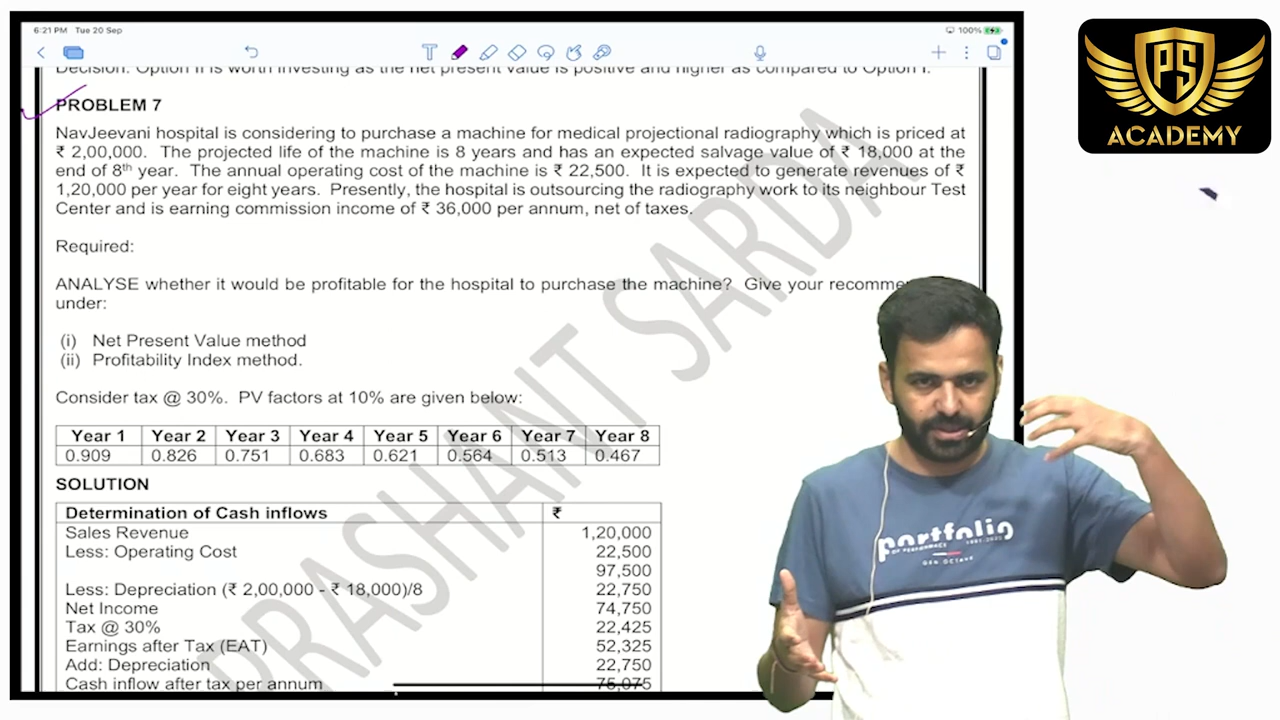 6:21 PM Tue 20 Sep
100%
Decision: Option II is worth investing as the net present value is positive and higher as compared to Option I.
PS
ACADEMY
PROBLEM 7
NavJeevani hospital is considering to purchase a machine for medical projectional radiography which is priced at
₹ 2,00,000. The projected life of the machine is 8 years and has an expected salvage value of ₹ 18,000 at the
end of 8th year. The annual operating cost of the machine is ₹ 22,500. It is expected to generate revenues of ₹
1,20,000 per year for eight years. Presently, the hospital is outsourcing the radiography work to its neighbour Test
Center and is earning commission income of ₹ 36,000 per annum, net of taxes.
Required:
ANALYSE whether it would be profitable for the hospital to purchase the machine? Give your recomme
under:
(i) Net Present Value method
(ii) Profitability Index method.
Consider tax @ 30%. PV factors at 10% are given below:
Year 1 Year 2 Year 3 Year 4 Year 5 Year 6 Year 7 Year 8
0.909 0.826 0.751 0.683 0.621 0.564 0.513 0.467
SOLUTION
Determination of Cash inflows ₹
Sales Revenue 1,20,000
Less: Operating Cost 22,500
97,500
Less: Depreciation (₹ 2,00,000 - ₹ 18,000)/8 22,750
Net Income 74,750
Tax @ 30% 22,425
Earnings after Tax (EAT) 52,325
Add: Depreciation 22,750
Cash inflow after tax per annum 75,075
PRASHANT SARDA
portfolio